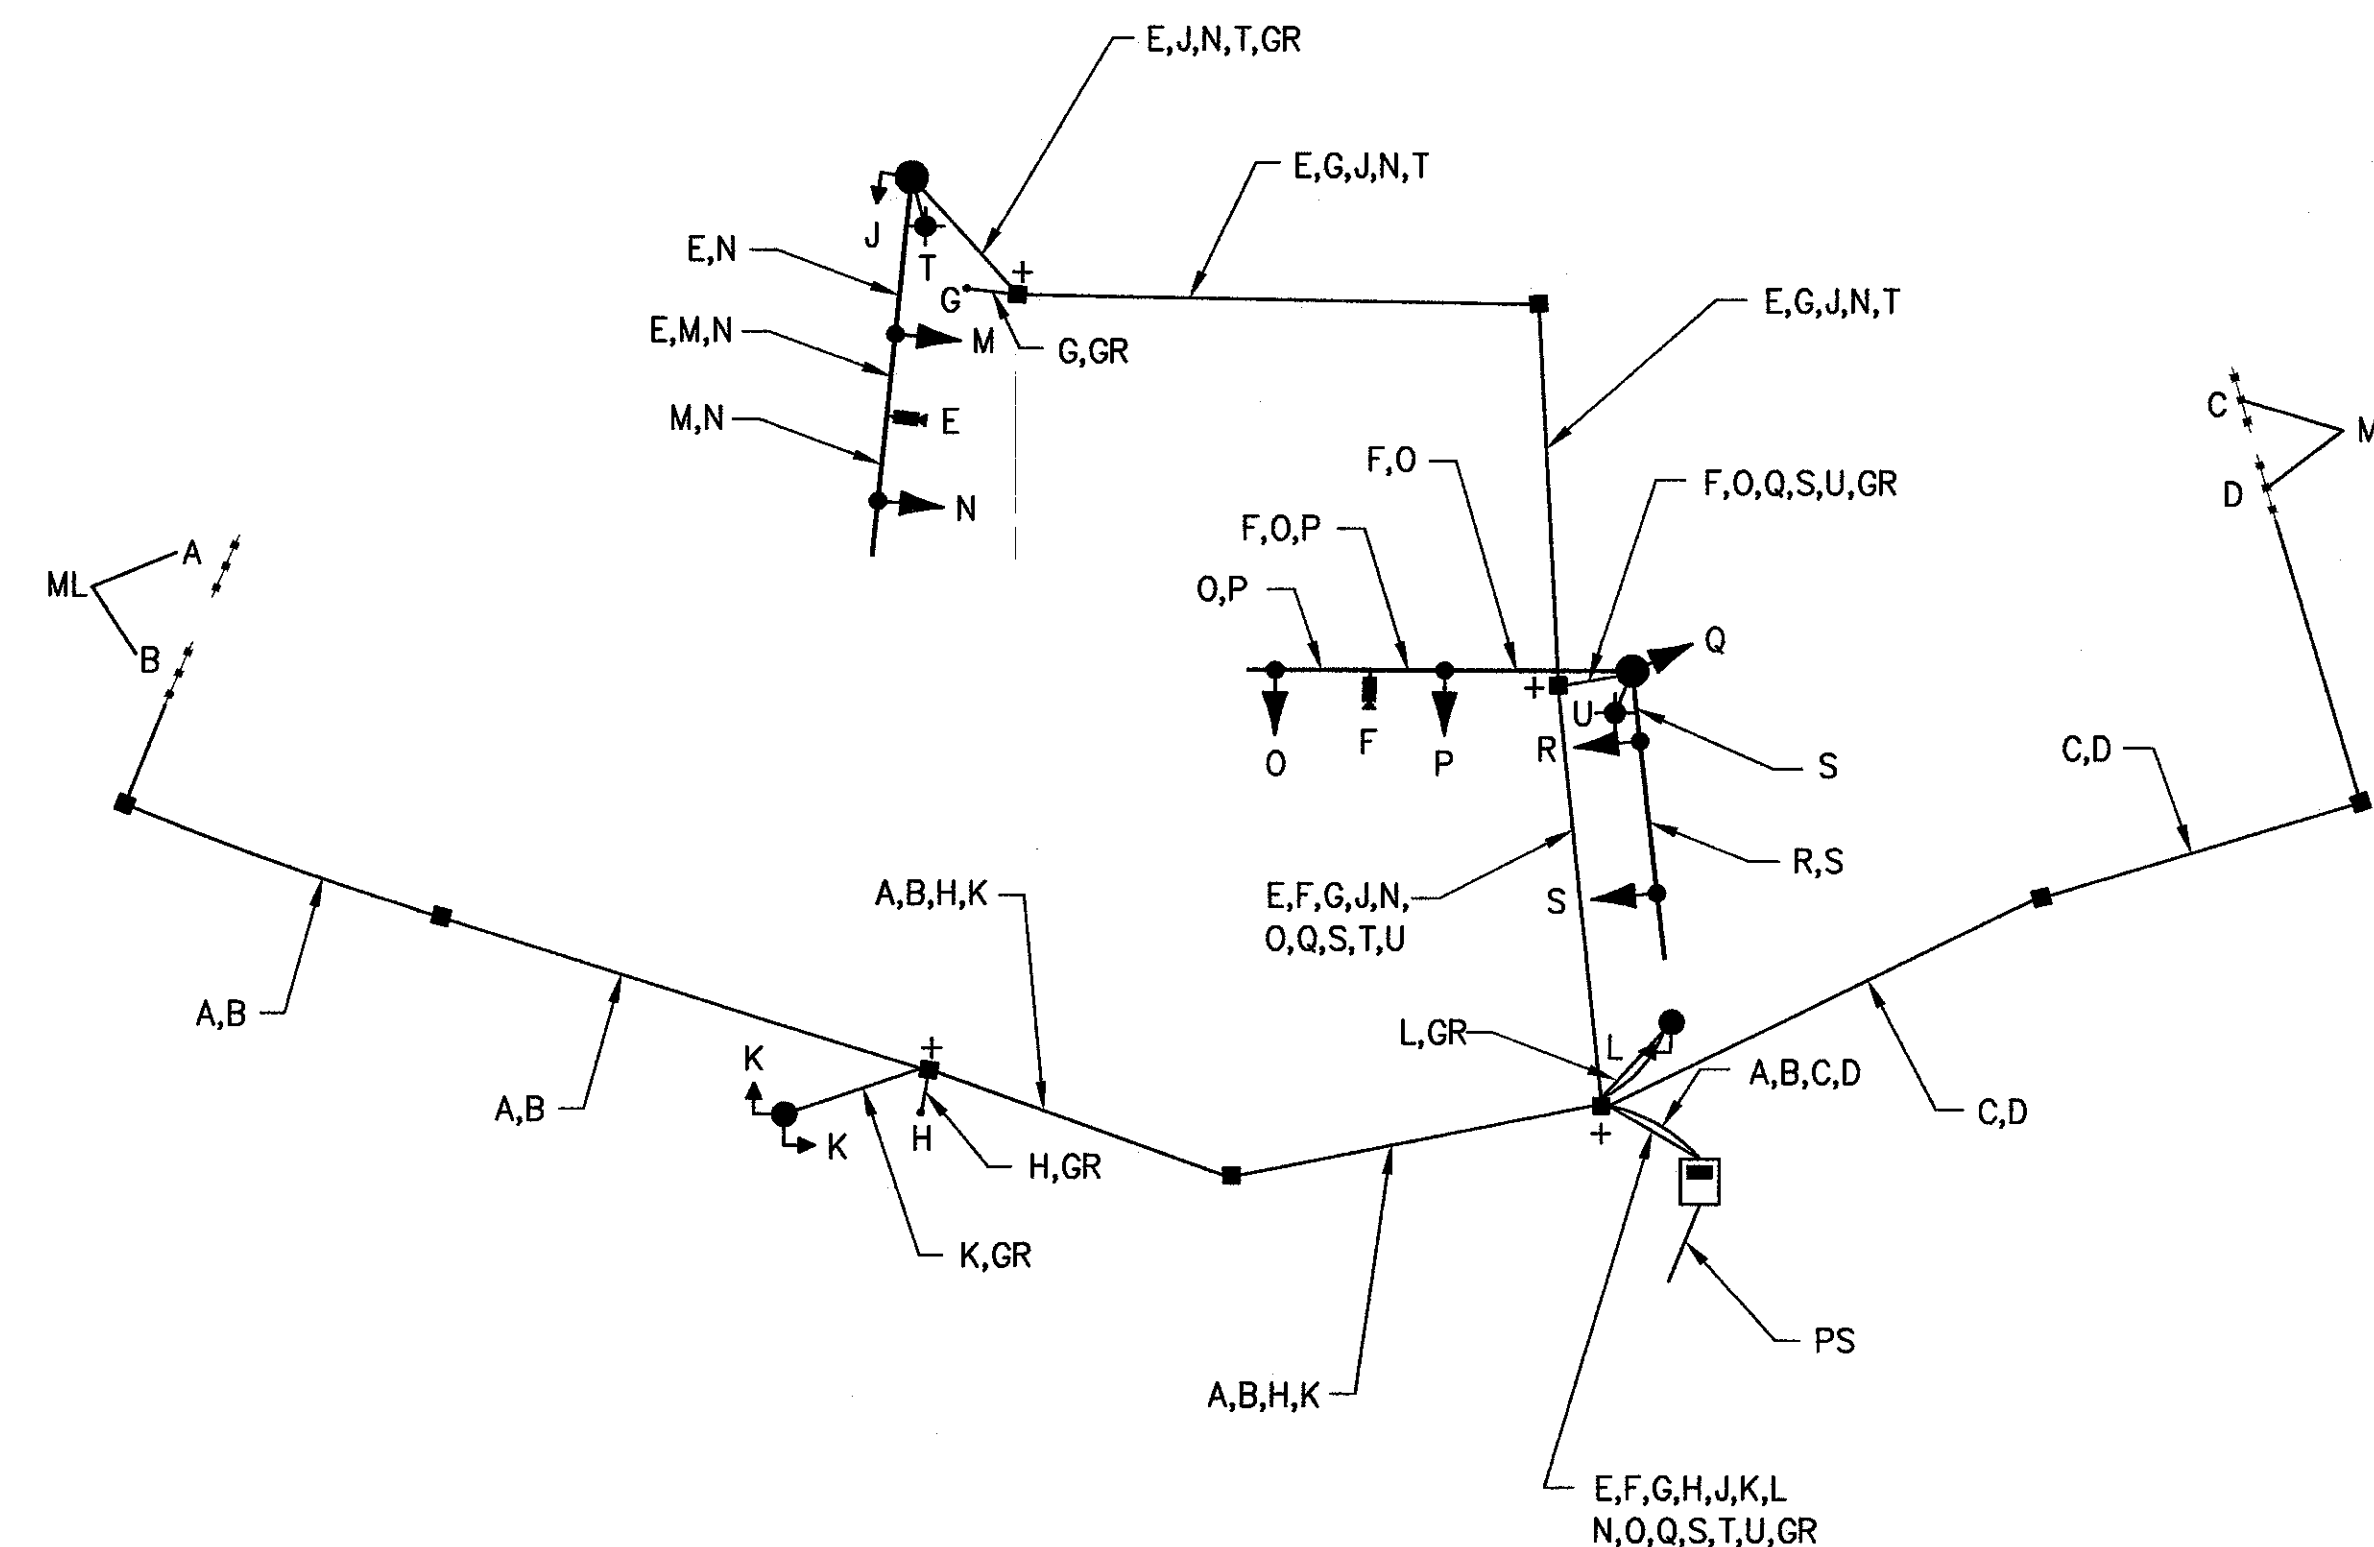 E,J,N,T,GR
E,G,J,N,T
J
E,N
T
G
E,G,J,N,T
E,M,N
M
G,GR
C
M
M,N
E
F,O
F,O,Q,S,U,GR
D
N
F,O,P
A
ML
O,P
B
Q
U
F
R
O
P
S
C,D
R,S
A,B,H,K
E,F,G,J,N,
S
O,Q,S,T,U
A,B
L,GR
L
K
A,B,C,D
A,B
C,D
H
K
H,GR
K,GR
PS
A,B,H,K
E,F,G,H,J,K,L
N,O,Q,S,T,U,GR